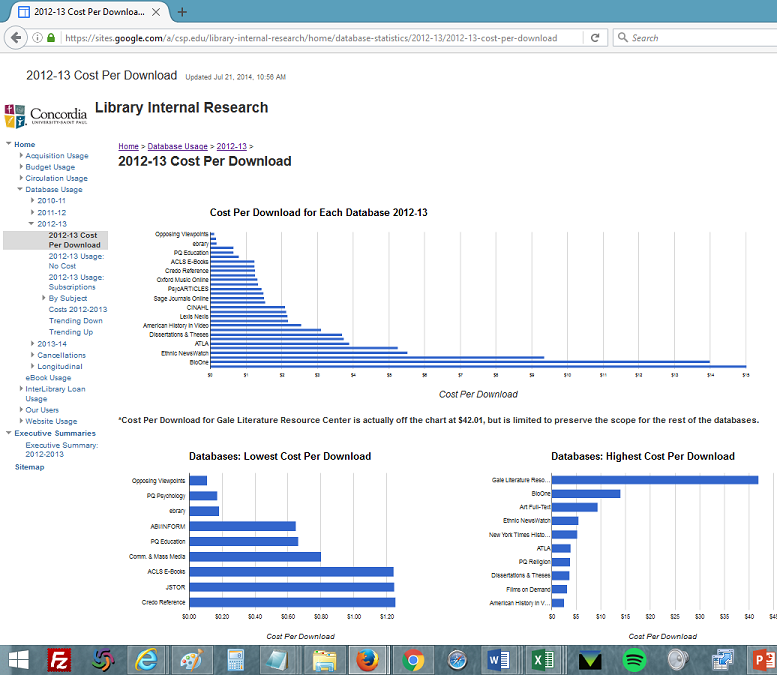 2012-13 Cost Per Downloa...
https://sites.google.com/a/csp.edu/library-internal-research/home/database-statistics/2012-13/2012-13-cost-per-download
Search
2012-13 Cost Per Download Updated Jul 21, 2014, 10:56 AM
Concordia
UNIVERSITY·SAINT PAUL
Library Internal Research
Home
Acquisition Usage
Budget Usage
Circulation Usage
Database Usage
2010-11
2011-12
2012-13
2012-13 Cost
Per Download
2012-13 Usage:
No Cost
2012-13 Usage:
Subscriptions
By Subject
Costs 2012-2013
Trending Down
Trending Up
2013-14
Cancellations
Longitudinal
eBook Usage
InterLibrary Loan
Usage
Our Users
Website Usage
Executive Summaries
Executive Summary:
2012-2013
Sitemap
Home > Database Usage > 2012-13 >
2012-13 Cost Per Download
Cost Per Download for Each Database 2012-13
Opposing Viewpoints
ebrary
PQ Education
ACLS E-Books
Credo Reference
Oxford Music Online
PsycARTICLES
Sage Journals Online
CINAHL
Lexis Nexis
American History in Video
Dissertations & Theses
ATLA
Ethnic NewsWatch
BioOne
$0 $1 $2 $3 $4 $5 $6 $7 $8 $9 $10 $11 $12 $13 $14 $15
Cost Per Download
*Cost Per Download for Gale Literature Resource Center is actually off the chart at $42.01, but is limited to preserve the scope for the rest of the databases.
Databases: Lowest Cost Per Download
Opposing Viewpoints
PQ Psychology
ebrary
ABI/INFORM
PQ Education
Comm. & Mass Media
ACLS E-Books
JSTOR
Credo Reference
$0.00 $0.20 $0.40 $0.60 $0.80 $1.00 $1.20
Cost Per Download
Databases: Highest Cost Per Download
Gale Literature Reso...
BioOne
Art Full-Text
Ethnic NewsWatch
New York Times Histo...
ATLA
PQ Religion
Dissertations & Theses
Films on Demand
American History in V...
$0 $5 $10 $15 $20 $25 $30 $35 $40
Cost Per Download